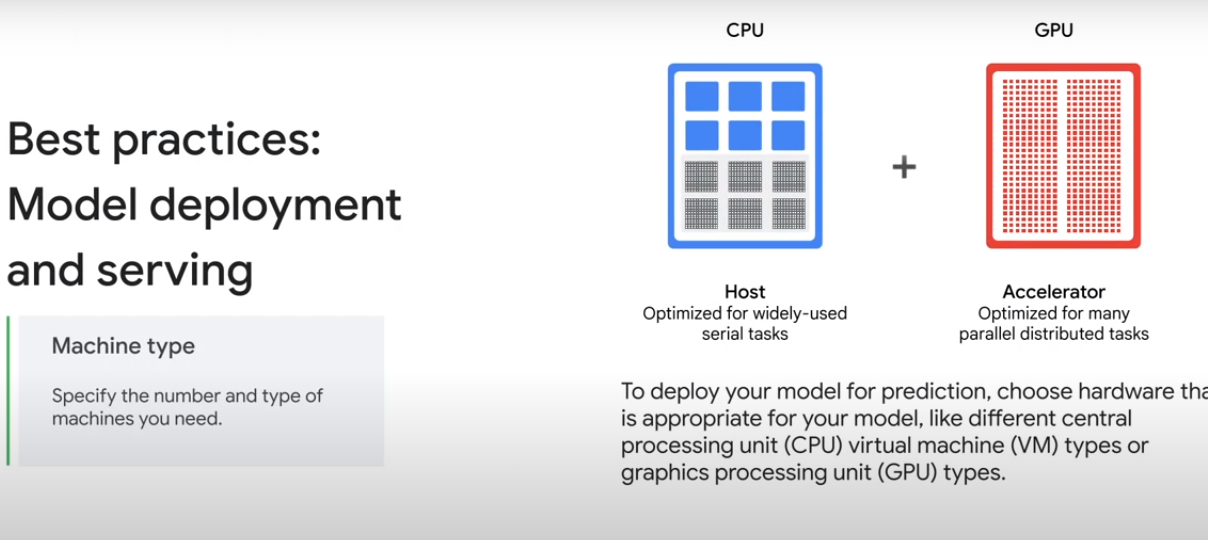 Best practices:
Model deployment
and serving
Machine type
Specify the number and type of
machines you need.
CPU
GPU
+
Host
Optimized for widely-used
serial tasks
Accelerator
Optimized for many
parallel distributed tasks
To deploy your model for prediction, choose hardware tha
is appropriate for your model, like different central
processing unit (CPU) virtual machine (VM) types or
graphics processing unit (GPU) types.